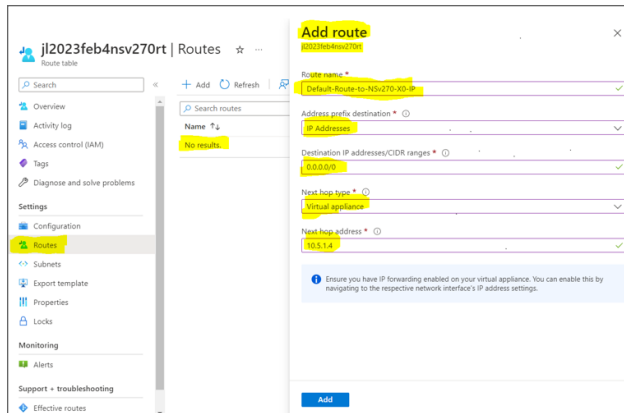 jl2023feb4nsv270rt | Routes ☆ ···
Route table
Search
«
Overview
Activity log
Access control (IAM)
Tags
Diagnose and solve problems
Settings
Configuration
Routes
Subnets
Export template
Properties
Locks
Monitoring
Alerts
Support + troubleshooting
Effective routes
+ Add Refresh
Search routes
Name ↑↓
No results.
Add route
jl2023feb4nsv270rt
Route name *
Default-Route-to-NSv270-X0-IP
Address prefix destination *
IP Addresses
Destination IP addresses/CIDR ranges *
0.0.0.0/0
Next hop type *
Virtual appliance
Next hop address *
10.5.1.4
Ensure you have IP forwarding enabled on your virtual appliance. You can enable this by
navigating to the respective network interface's IP address settings.
Add